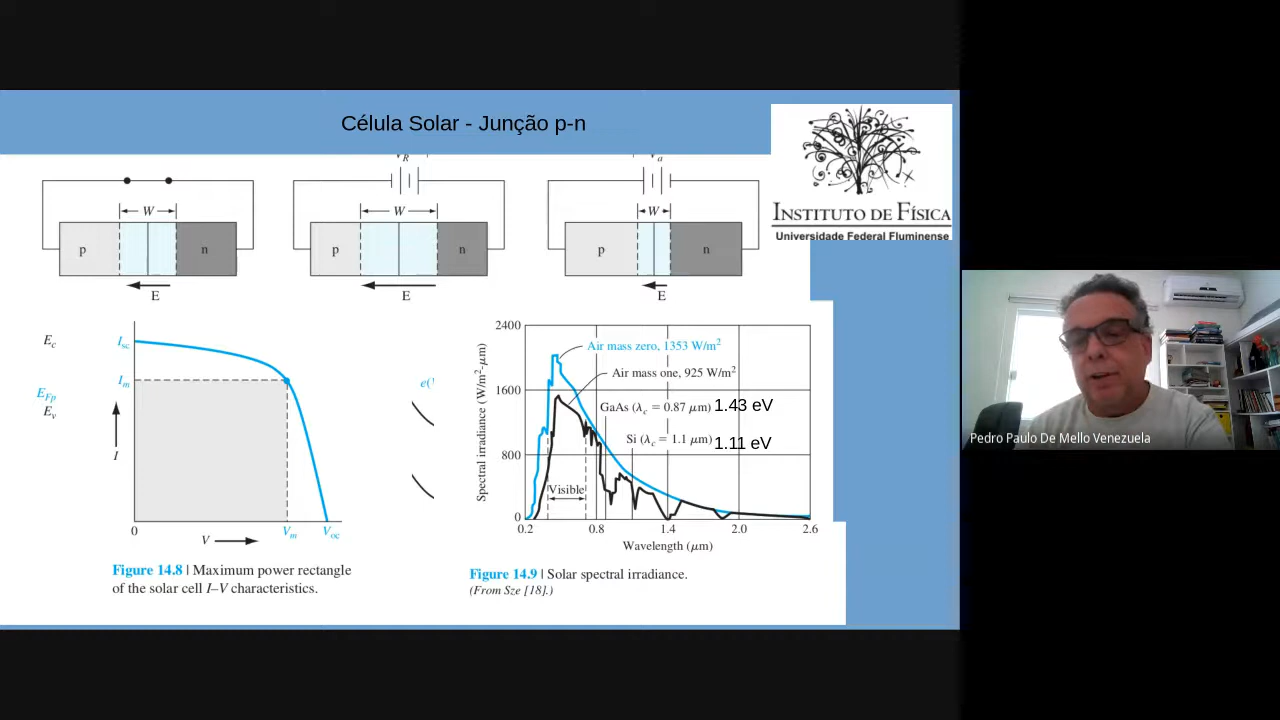 Célula Solar - Junção p-n
INSTITUTO DE FÍSICA
Universidade Federal Fluminense
V_R
V_a
W
W
W
p
n
p
n
p
n
E
E
E
E_c
E_Fp
E_v
I_sc
I_m
I
0
V
V_m
V_oc
Figure 14.8 | Maximum power rectangle
of the solar cell I–V characteristics.
e(
2400
1600
800
0
Spectral irradiance (W/m²-μm)
Air mass zero, 1353 W/m²
Air mass one, 925 W/m²
GaAs (λ_c = 0.87 μm) 1.43 eV
Si (λ_c = 1.1 μm) 1.11 eV
Visible
0.2 0.8 1.4 2.0 2.6
Wavelength (μm)
Figure 14.9 | Solar spectral irradiance.
(From Sze [18].)
Pedro Paulo De Mello Venezuela